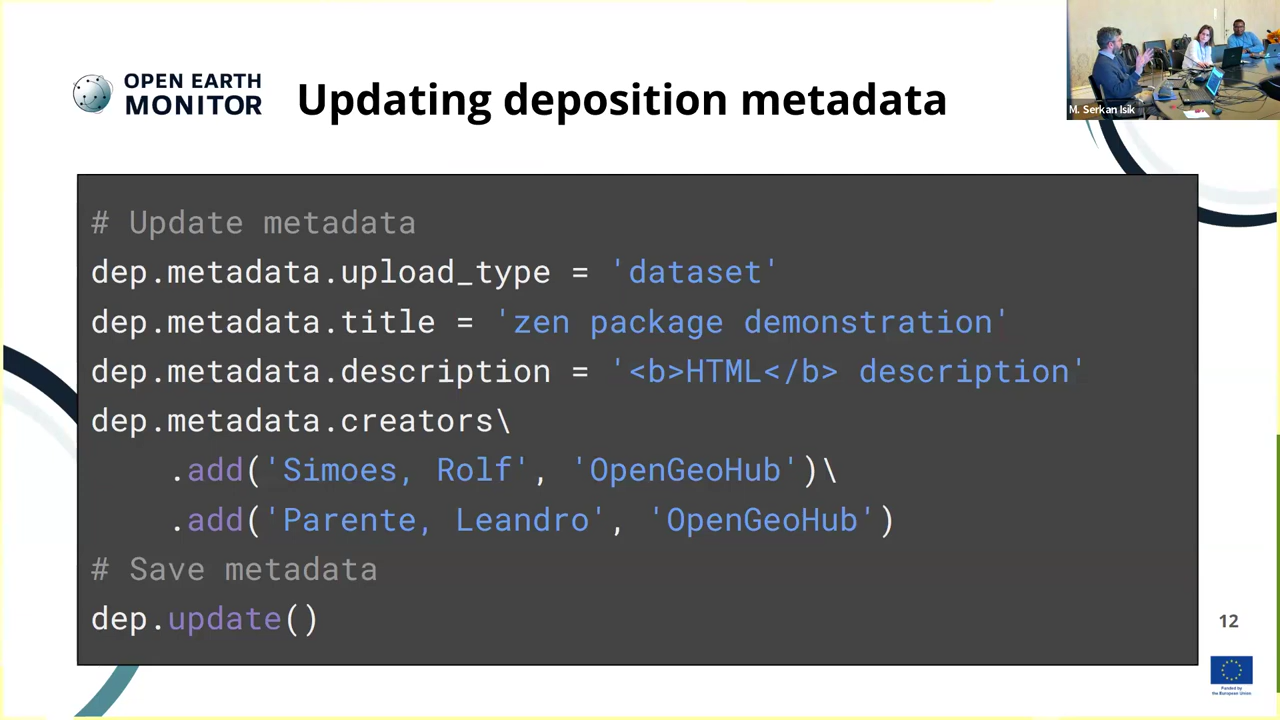 OPEN EARTH
MONITOR
Updating deposition metadata
M. Serkan Isik
# Update metadata
dep.metadata.upload_type = 'dataset'
dep.metadata.title = 'zen package demonstration'
dep.metadata.description = '<b>HTML</b> description'
dep.metadata.creators\
    .add('Simoes, Rolf', 'OpenGeoHub')\
    .add('Parente, Leandro', 'OpenGeoHub')
# Save metadata
dep.update()
12
Funded by
the European Union